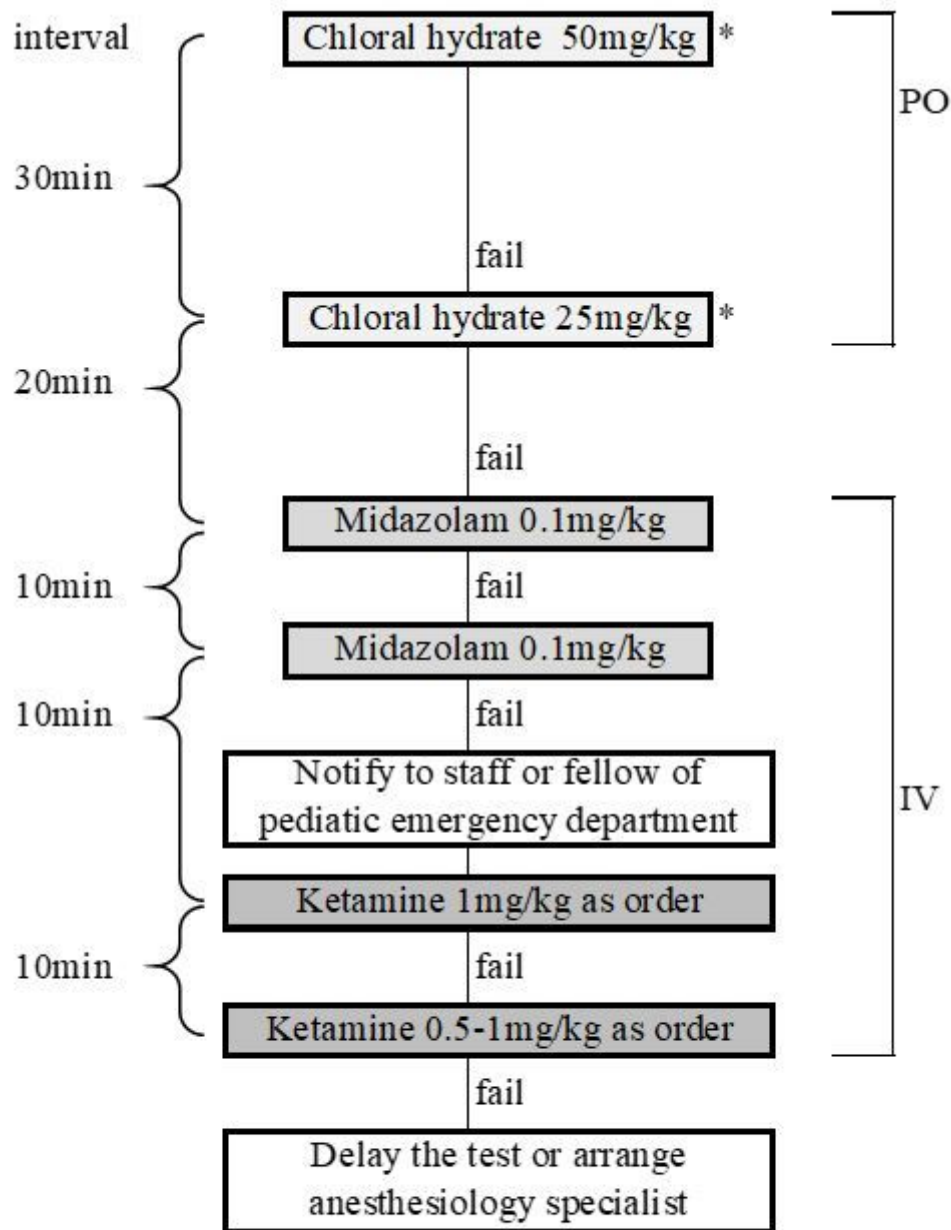 interval
Chloral hydrate 50mg/kg *
PO
30min
fail
Chloral hydrate 25mg/kg *
20min
fail
Midazolam 0.1mg/kg
10min
fail
Midazolam 0.1mg/kg
10min
fail
Notify to staff or fellow of
pediatic emergency department
IV
Ketamine 1mg/kg as order
10min
fail
Ketamine 0.5-1mg/kg as order
fail
Delay the test or arrange
anesthesiology specialist